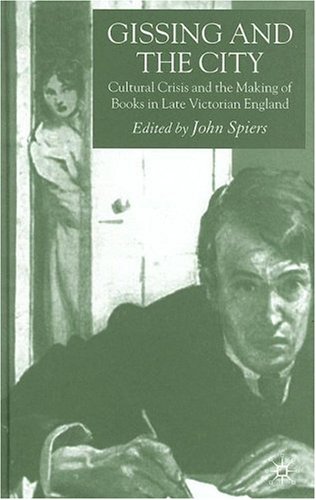 GISSING AND
THE CITY
Cultural Crisis and the Making of
Books in Late Victorian England
Edited by John Spiers